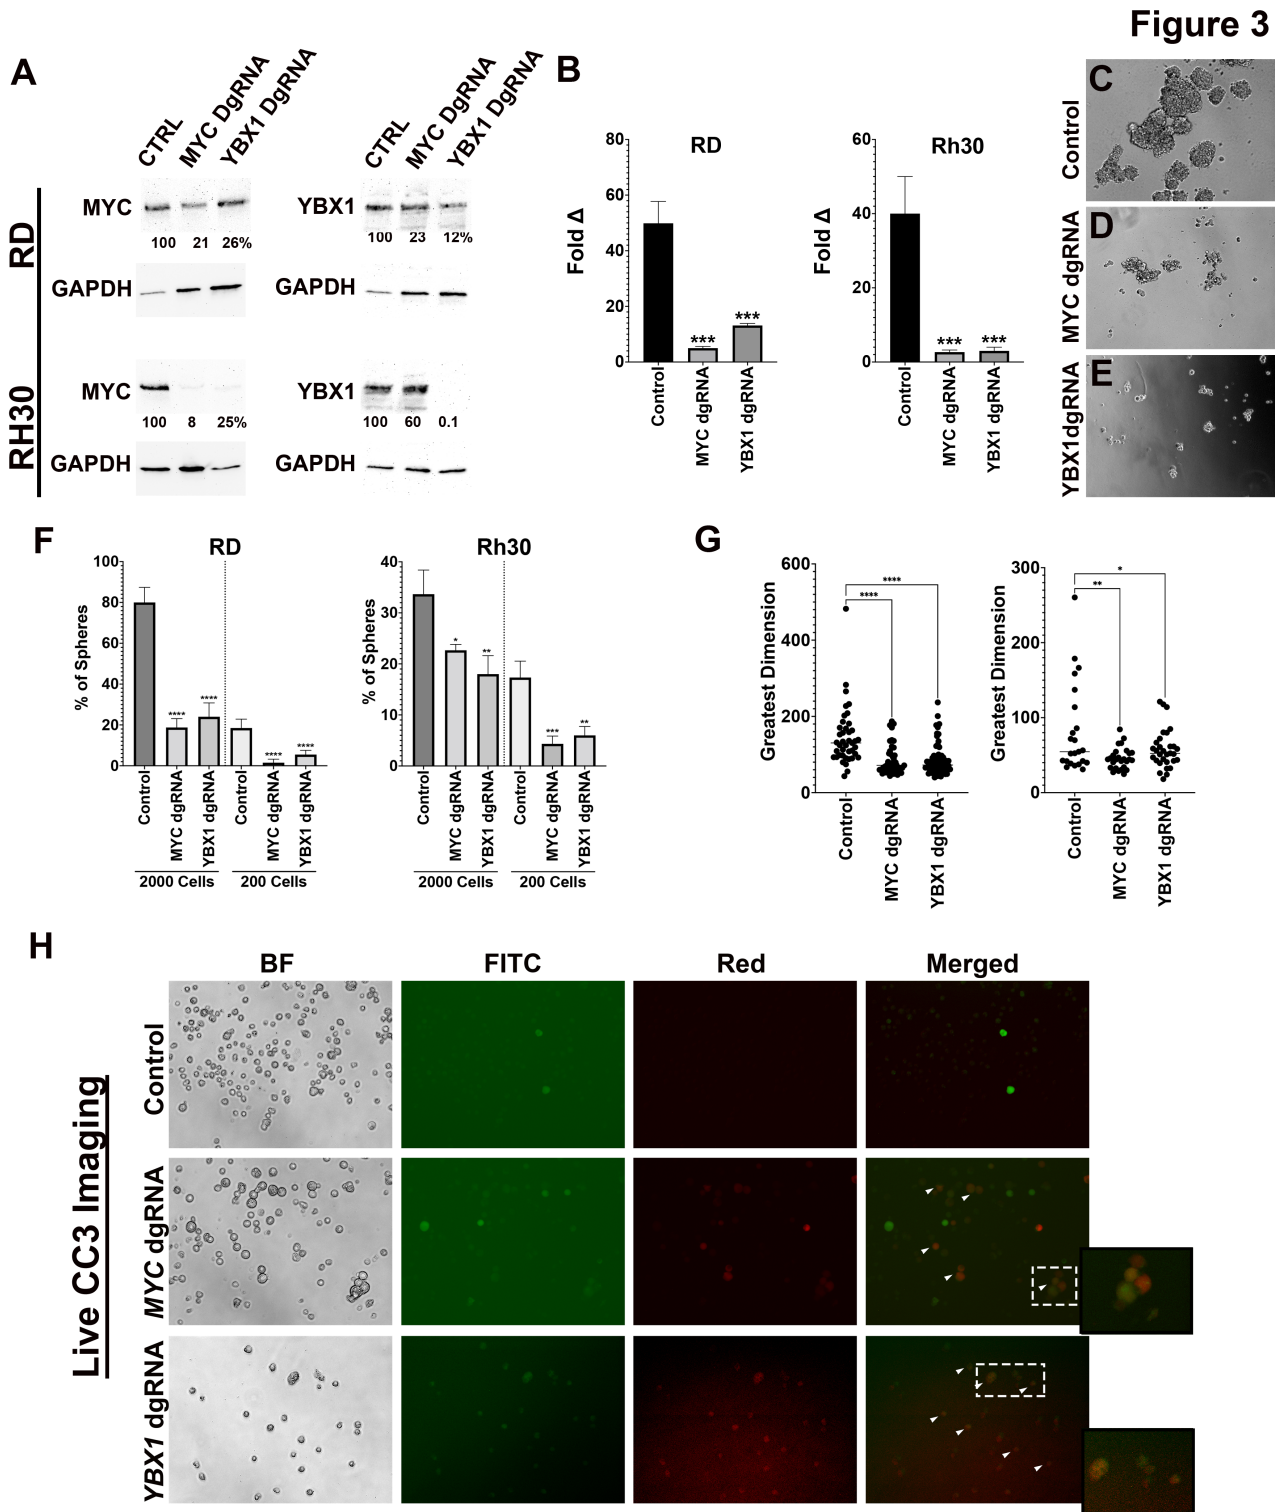 Figure 3
A
CTRL
MYC DgRNA
YBX1 DgRNA
CTRL
MYC DgRNA
YBX1 DgRNA
RD
MYC
100 21 26%
GAPDH
YBX1
100 23 12%
GAPDH
RH30
MYC
100 8 25%
GAPDH
YBX1
100 60 0.1
GAPDH
B
RD
Fold Δ
80
60
40
20
0
***
***
Control
MYC dgRNA
YBX1 dgRNA
Rh30
Fold Δ
60
40
20
0
***
***
Control
MYC dgRNA
YBX1 dgRNA
C
Control
D
MYC dgRNA
E
YBX1dgRNA
F
RD
% of Spheres
100
80
60
40
20
0
****
****
****
****
Control
MYC dgRNA
YBX1 dgRNA
Control
MYC dgRNA
YBX1 dgRNA
2000 Cells
200 Cells
Rh30
% of Spheres
40
30
20
10
0
*
**
***
**
Control
MYC dgRNA
YBX1 dgRNA
Control
MYC dgRNA
YBX1 dgRNA
2000 Cells
200 Cells
G
Greatest Dimension
600
400
200
0
****
****
Control
MYC dgRNA
YBX1 dgRNA
Greatest Dimension
300
200
100
0
*
**
Control
MYC dgRNA
YBX1 dgRNA
H
BF
FITC
Red
Merged
Live CC3 Imaging
Control
MYC dgRNA
YBX1 dgRNA